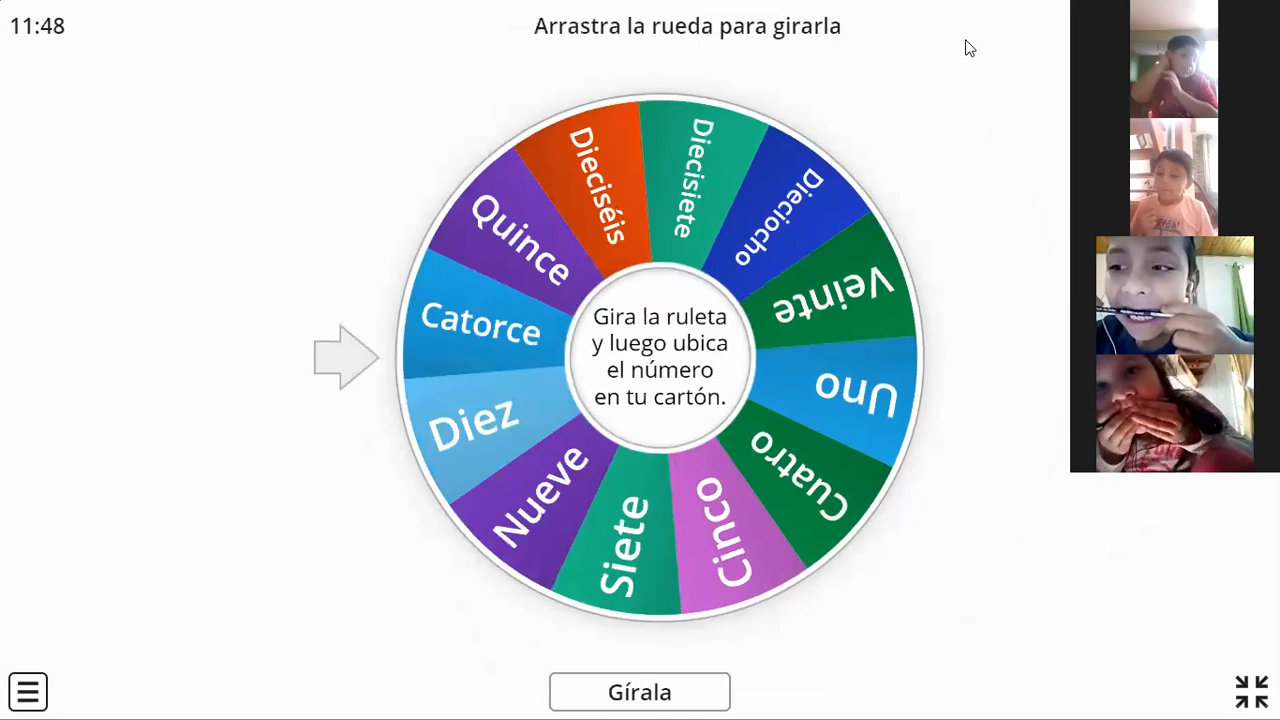 11:48
Arrastra la rueda para girarla
Dieciséis
Diecisiete
Dieciocho
Quince
Veinte
Catorce
Gira la ruleta
y luego ubica
el número
en tu cartón.
Uno
Diez
Cuatro
Nueve
Siete
Cinco
Gírala